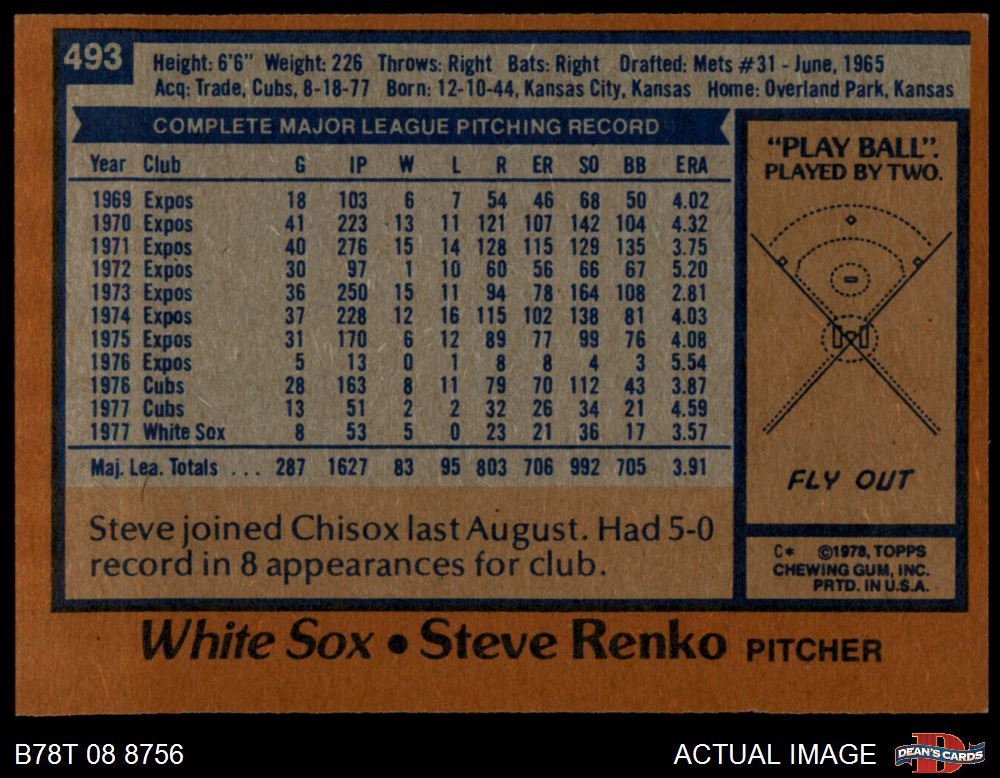 493
Height: 6'6" Weight: 226 Throws: Right Bats: Right Drafted: Mets #31 - June, 1965
Acq: Trade, Cubs, 8-18-77 Born: 12-10-44, Kansas City, Kansas Home: Overland Park, Kansas
COMPLETE MAJOR LEAGUE PITCHING RECORD
Year Club G IP W L R ER SO BB ERA
1969 Expos 18 103 6 7 54 46 68 50 4.02
1970 Expos 41 223 13 11 121 107 142 104 4.32
1971 Expos 40 276 15 14 128 115 129 135 3.75
1972 Expos 30 97 1 10 60 56 66 67 5.20
1973 Expos 36 250 15 11 94 78 164 108 2.81
1974 Expos 37 228 12 16 115 102 138 81 4.03
1975 Expos 31 170 6 12 89 77 99 76 4.08
1976 Expos 5 13 0 1 8 8 4 3 5.54
1976 Cubs 28 163 8 11 79 70 112 43 3.87
1977 Cubs 13 51 2 2 32 26 34 21 4.59
1977 White Sox 8 53 5 0 23 21 36 17 3.57
Maj. Lea. Totals . . . 287 1627 83 95 803 706 992 705 3.91
Steve joined Chisox last August. Had 5-0
record in 8 appearances for club.
"PLAY BALL".
PLAYED BY TWO.
FLY OUT
C* ©1978, TOPPS
CHEWING GUM, INC.
PRTD. IN U.S.A.
White Sox • Steve Renko PITCHER
B78T 08 8756
ACTUAL IMAGE
D
DEAN'S CARDS